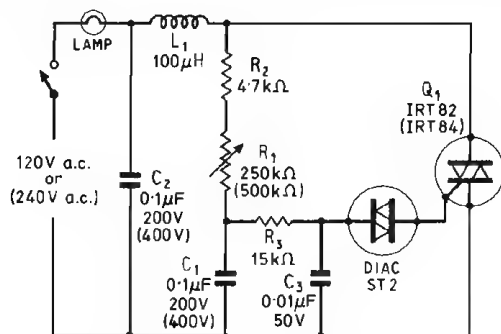 LAMP
L₁
100μH
R₂
4·7kΩ
Q₁
IRT82
(IRT84)
120V a.c.
or
(240V a.c.)
C₂
0·1μF
200V
(400V)
R₁
250kΩ
(500kΩ)
R₃
15kΩ
C₁
0·1μF
200V
(400V)
C₃
0·01μF
50V
DIAC
ST2